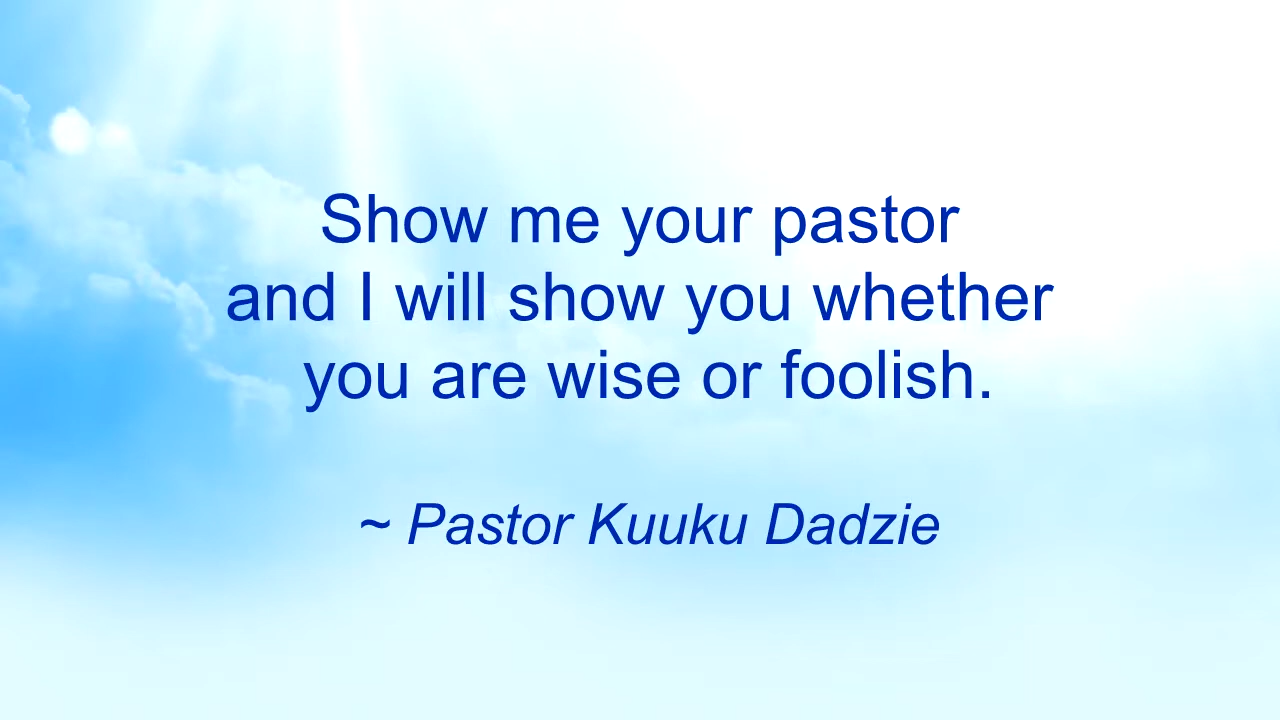 Show me your pastor
and I will show you whether
you are wise or foolish.
~ Pastor Kuuku Dadzie